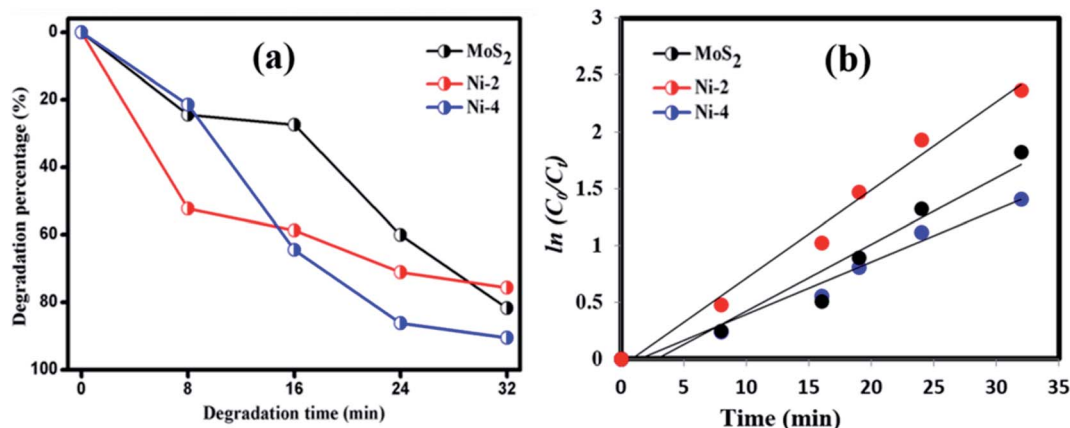 (a)
MoS2
Ni-2
Ni-4
0
20
40
60
80
100
Degradation percentage (%)
0 8 16 24 32
Degradation time (min)
(b)
MoS2
Ni-2
Ni-4
3
2.5
2
1.5
1
0.5
0
ln (C0/Ct)
0 5 10 15 20 25 30 35
Time (min)